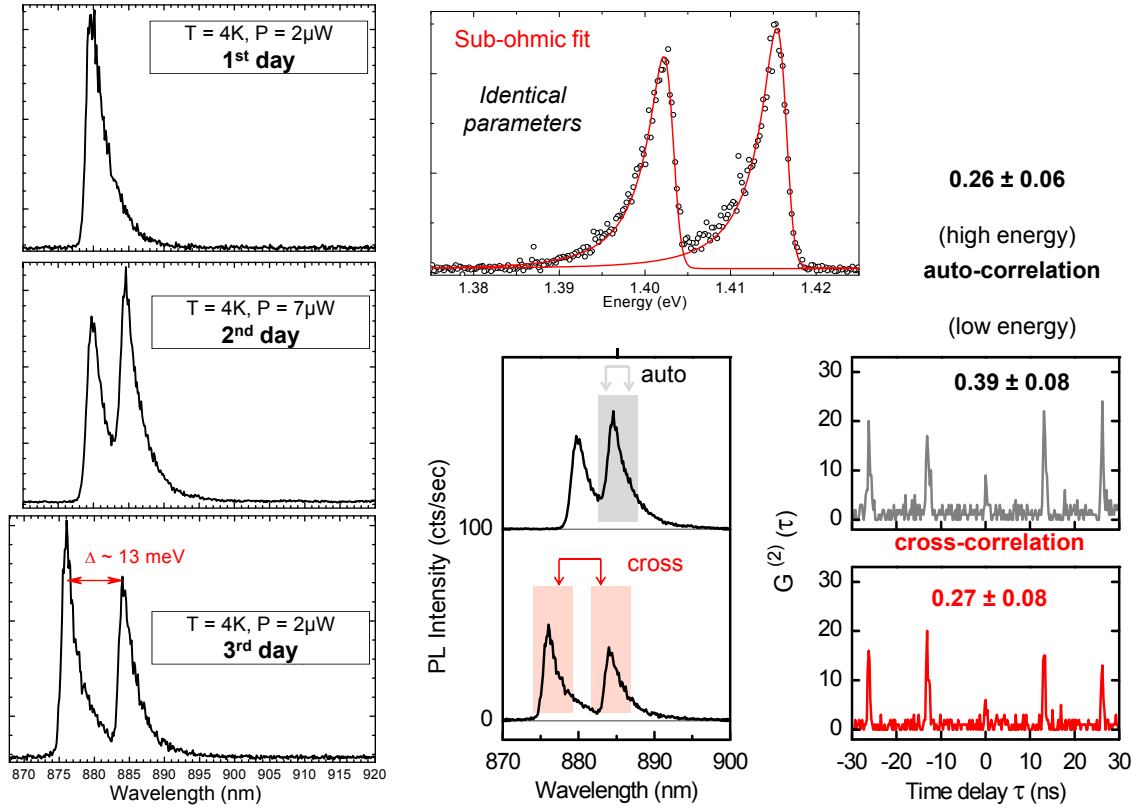 T = 4K, P = 2µW
1st day
T = 4K, P = 7µW
2nd day
Δ ~ 13 meV
T = 4K, P = 2µW
3rd day
870 875 880 885 890 895 900 905 910 915 920
Wavelength (nm)
Sub-ohmic fit
Identical
parameters
1.38 1.39 1.40 1.41 1.42
Energy (eV)
0.26 ± 0.06
(high energy)
auto-correlation
(low energy)
auto
100
cross
0
PL Intensity (cts/sec)
870 880 890 900
Wavelength (nm)
30
20
10
0
0.39 ± 0.08
cross-correlation
G(2) (τ)
30
20
10
0
0.27 ± 0.08
-30 -20 -10 0 10 20 30
Time delay τ (ns)